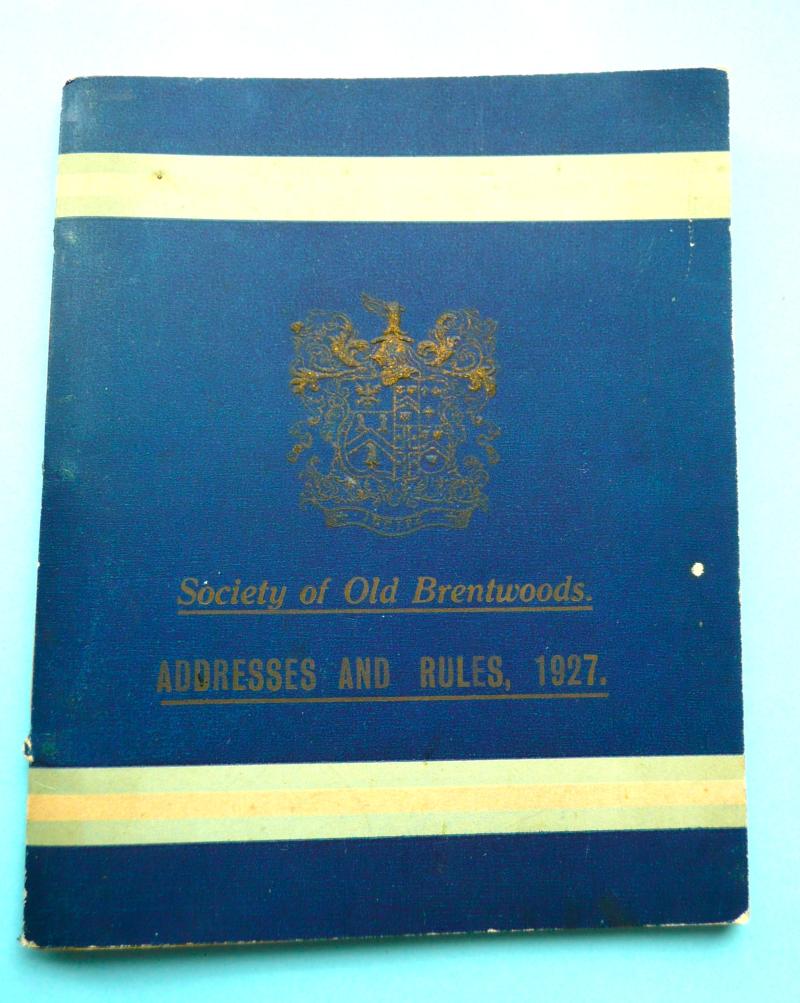 Society of Old Brentwoods.
ADDRESSES AND RULES, 1927.